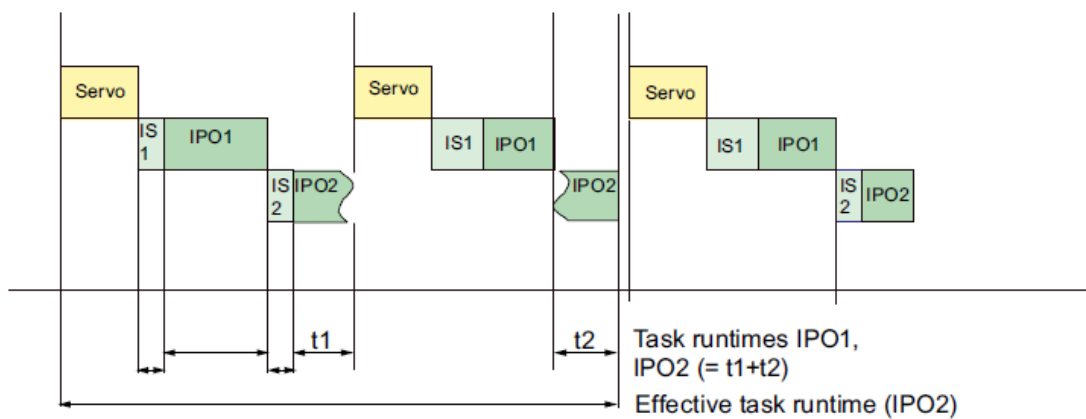 Servo
Servo
Servo
IS
1
IPO1
IS1
IPO1
IS1
IPO1
IS
2
IPO2
IPO2
IS
2
IPO2
t1
t2
Task runtimes IPO1,
IPO2 (= t1+t2)
Effective task runtime (IPO2)